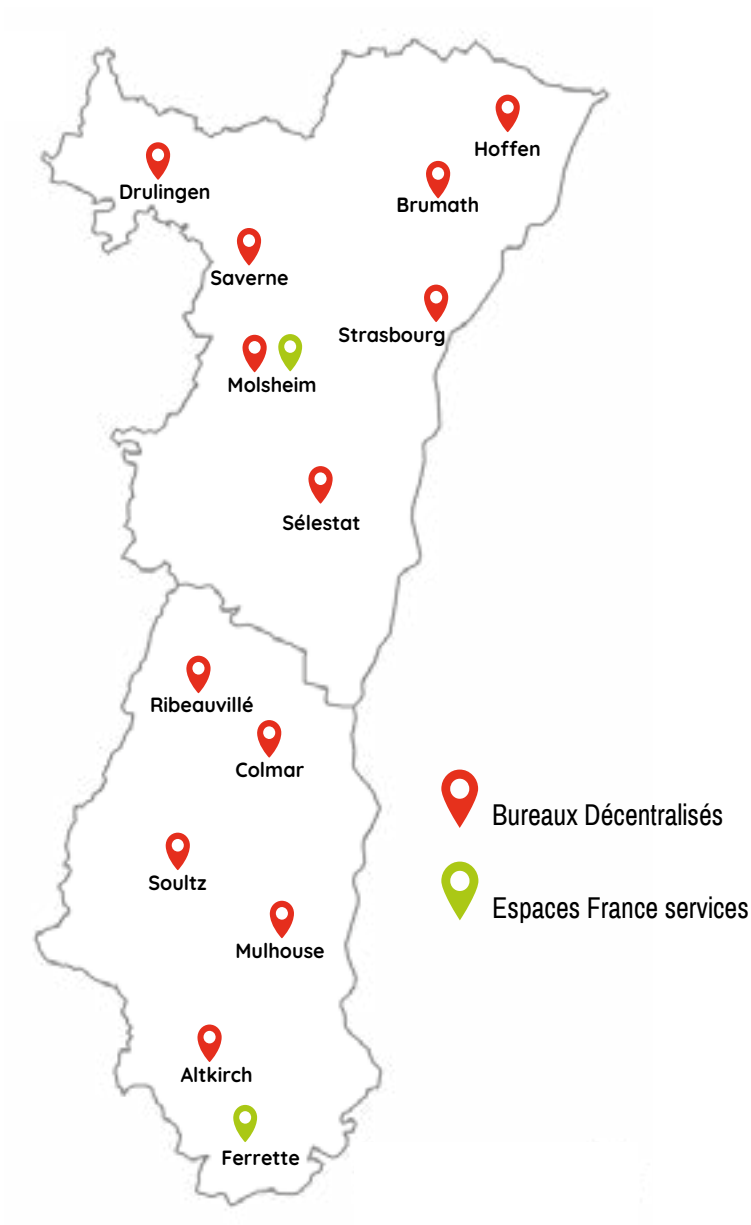 Hoffen
Drulingen
Brumath
Saverne
Strasbourg
Molsheim
Sélestat
Ribeauvillé
Colmar
Bureaux Décentralisés
Soultz
Espaces France services
Mulhouse
Altkirch
Ferrette